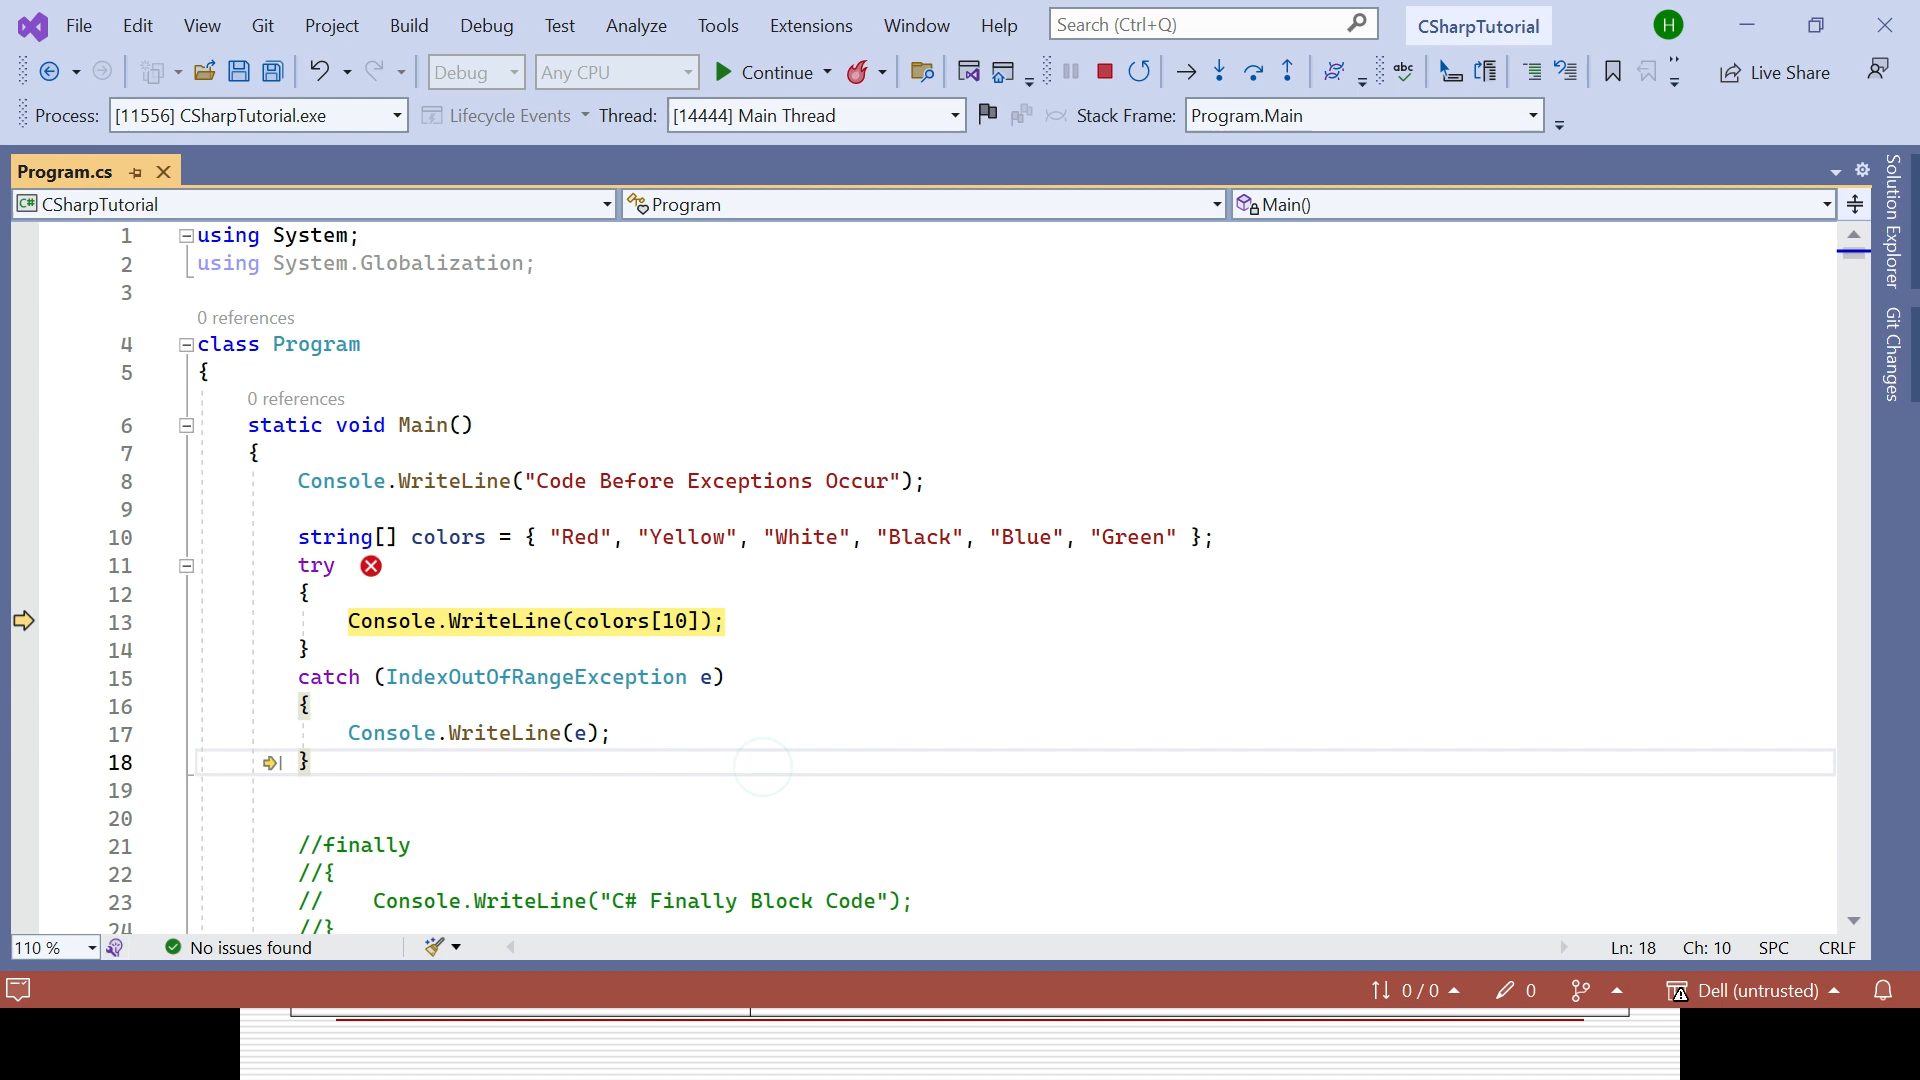 File Edit View Git Project Build Debug Test Analyze Tools Extensions Window Help Search (Ctrl+Q) CSharpTutorial H
Debug Any CPU Continue abc Live Share
Process: [11556] CSharpTutorial.exe Lifecycle Events Thread: [14444] Main Thread Stack Frame: Program.Main
Program.cs
C# CSharpTutorial Program Main()
1 using System;
2 using System.Globalization;
3
0 references
4 class Program
5 {
0 references
6 static void Main()
7 {
8 Console.WriteLine("Code Before Exceptions Occur");
9
10 string[] colors = { "Red", "Yellow", "White", "Black", "Blue", "Green" };
11 try
12 {
13 Console.WriteLine(colors[10]);
14 }
15 catch (IndexOutOfRangeException e)
16 {
17 Console.WriteLine(e);
18 }
19
20
21 //finally
22 //{
23 // Console.WriteLine("C# Finally Block Code");
24 //}
Solution Explorer
Git Changes
110 % No issues found Ln: 18 Ch: 10 SPC CRLF
0 / 0 0 Dell (untrusted)